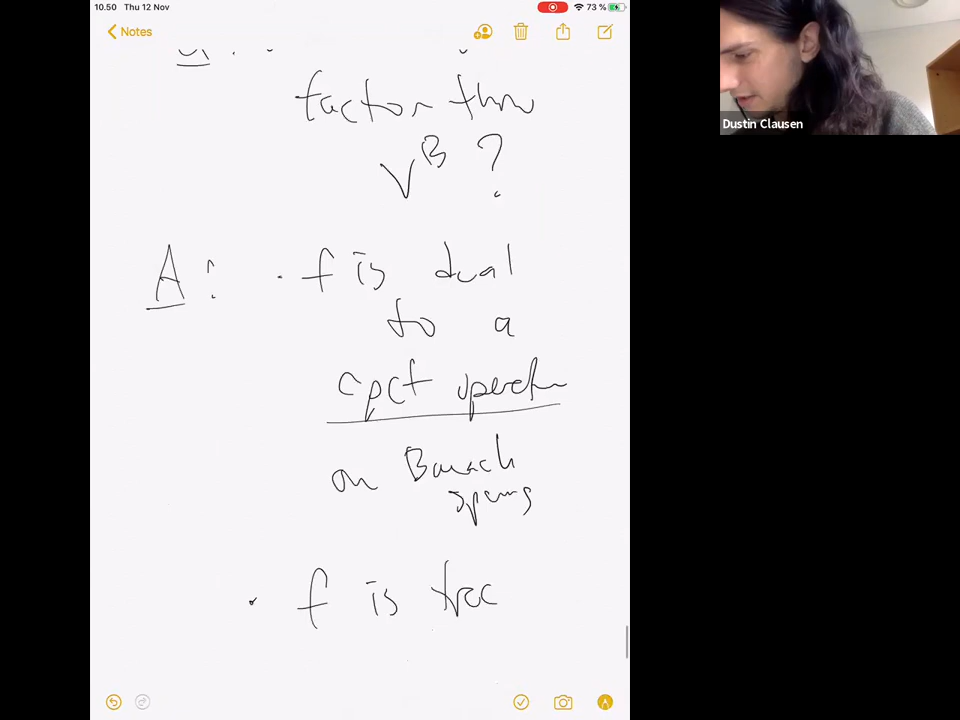 10.50 Thu 12 Nov
73 %
Notes
Dustin Clausen
factor thru
V^B ?
A: · f is dual
to a
cpct operator
on Banach
spaces
· f is trac